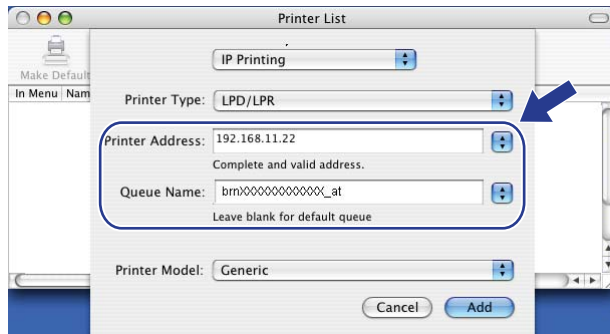 Printer List
IP Printing
Make Default
In Menu Nam
Printer Type: LPD/LPR
Printer Address: 192.168.11.22
Complete and valid address.
Queue Name: brnXXXXXXXXXXXX_at
Leave blank for default queue
Printer Model: Generic
Cancel Add